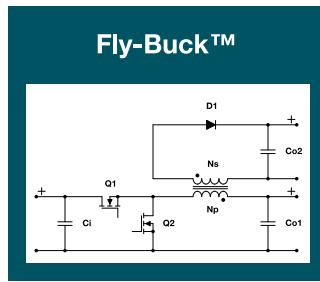 Fly-Buck™
D1
+
Co2
Ns
Q1
+
+
Np
Ci
Q2
Co1